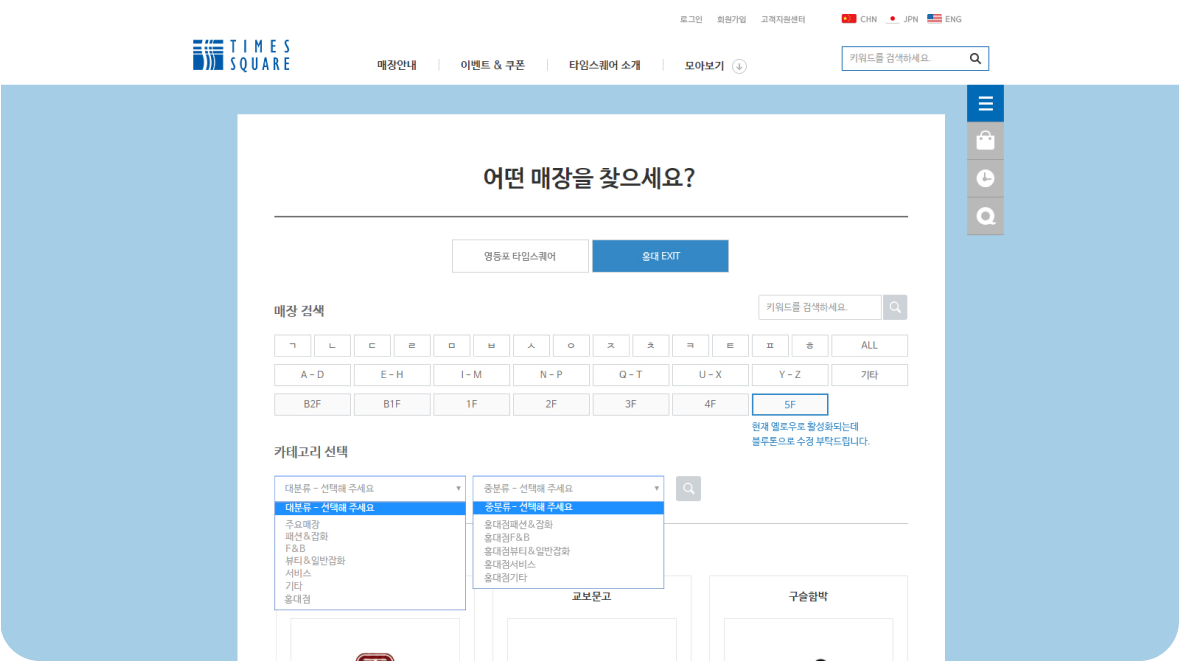 로그인 회원가입 고객지원센터 CHN JPN ENG
TIMES
SQUARE
매장안내 이벤트 & 쿠폰 타임스퀘어 소개 모아보기
키워드를 검색하세요.
어떤 매장을 찾으세요?
영등포 타임스퀘어 홍대 EXIT
매장 검색 키워드를 검색하세요.
ㄱ ㄴ ㄷ ㄹ ㅁ ㅂ ㅅ ㅇ ㅈ ㅊ ㅋ ㅌ ㅍ ㅎ ALL
A - D E - H I - M N - P Q - T U - X Y - Z 기타
B2F B1F 1F 2F 3F 4F 5F
현재 옐로우로 활성화되는데
블루톤으로 수정 부탁드립니다.
카테고리 선택
대분류 - 선택해 주세요 중분류 - 선택해 주세요
대분류 - 선택해 주세요
주요매장
패션&잡화
F&B
뷰티&일반잡화
서비스
기타
홍대점
중분류 - 선택해 주세요
홍대점패션&잡화
홍대점F&B
홍대점뷰티&일반잡화
홍대점서비스
홍대점기타
교보문고 구슬함박